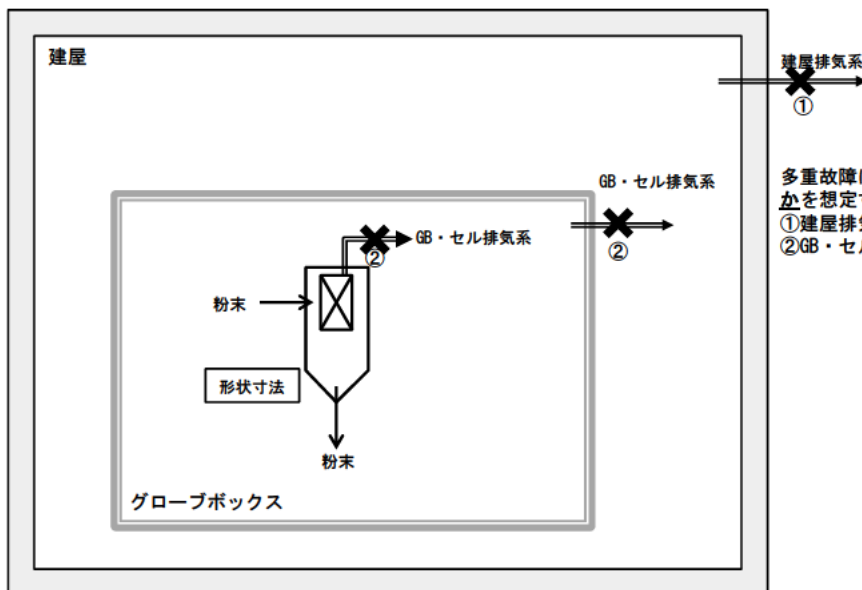 建屋
建屋排気系
①
GB・セル排気系
②
多重故障
かを想定
①建屋排
②GB・セル
GB・セル排気系
②
粉末
形状寸法
粉末
グローブボックス